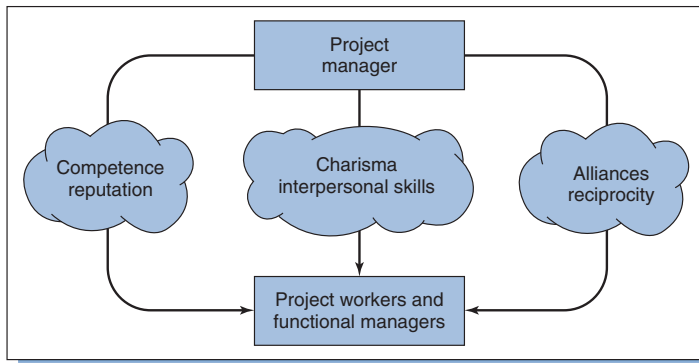 Project
manager
Competence
reputation
Charisma
interpersonal skills
Alliances
reciprocity
Project workers and
functional managers